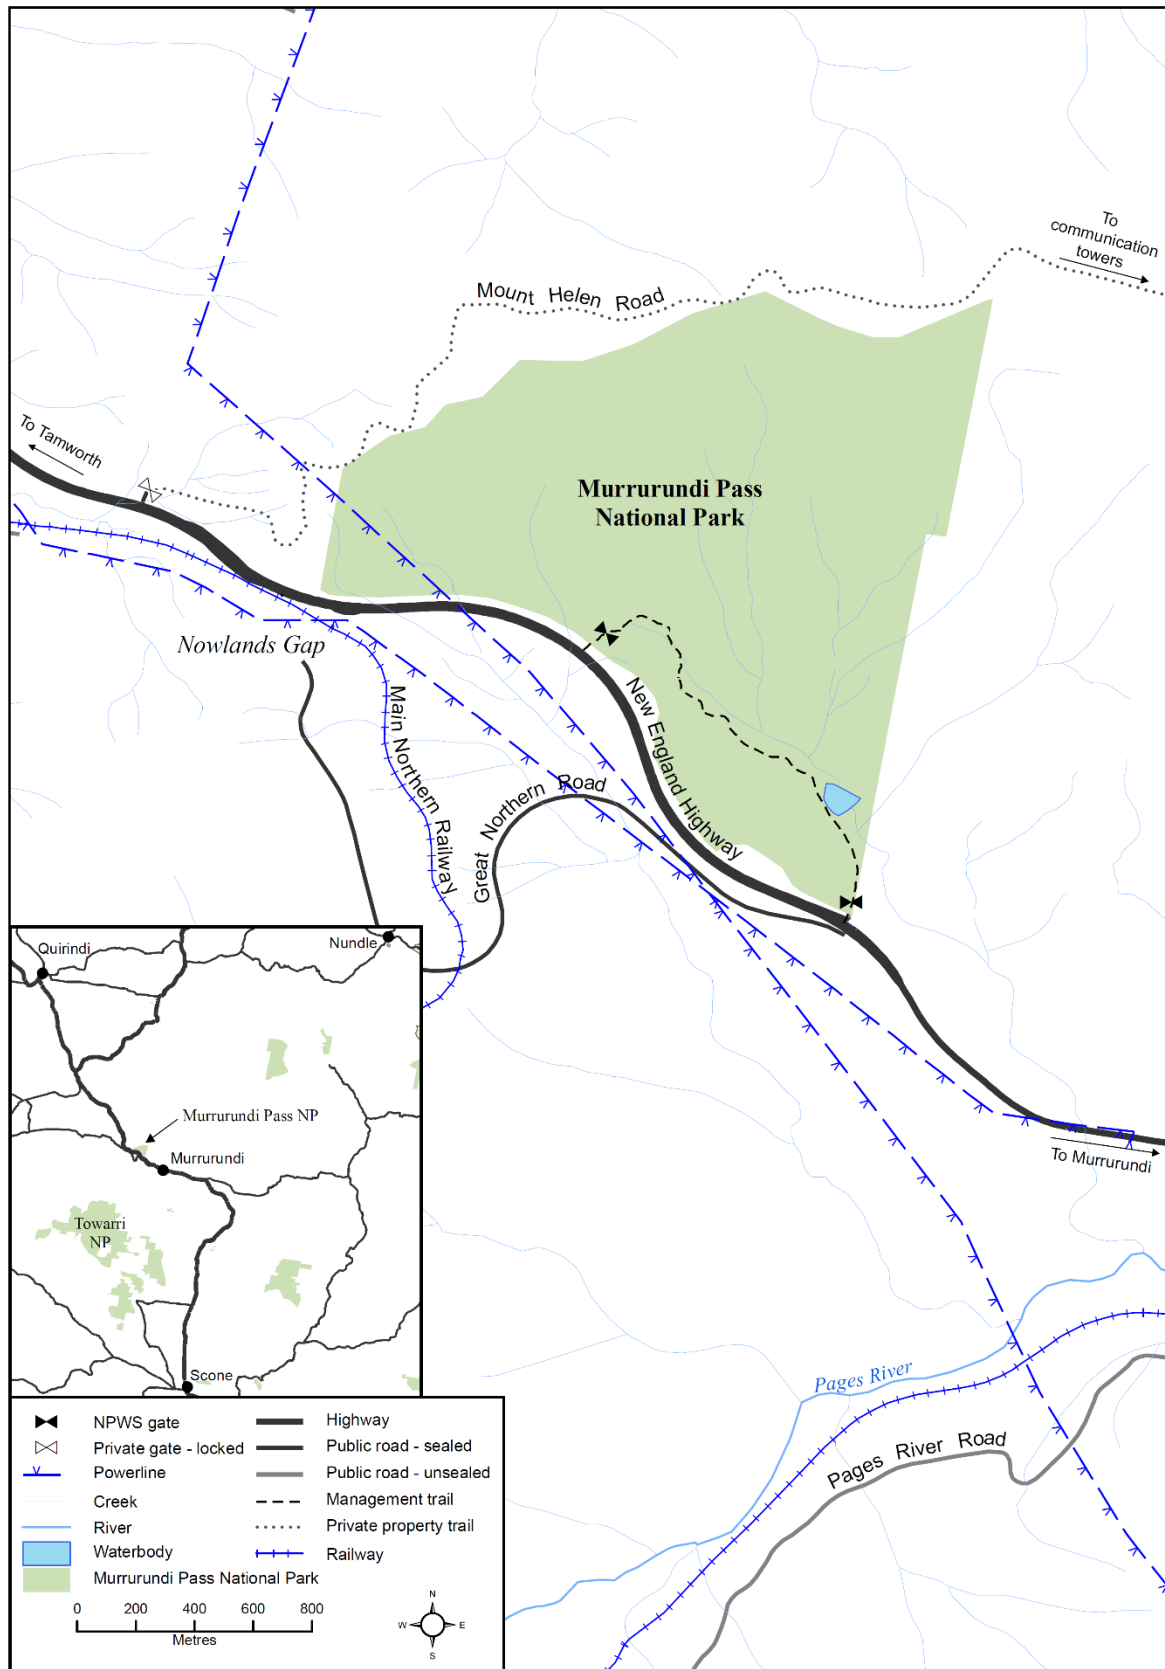 To
communication
towers
Mount Helen Road
To Tamworth
Murrurundi Pass
National Park
Nowlands Gap
Main Northern Railway
New England Highway
Great Northern Road
Quirindi
Nundle
Murrurundi Pass NP
Murrurundi
Towarri
NP
Scone
To Murrurundi
Pages River
Pages River Road
NPWS gate
Private gate - locked
Powerline
Creek
River
Waterbody
Murrurundi Pass National Park
Highway
Public road - sealed
Public road - unsealed
Management trail
Private property trail
Railway
0 200 400 600 800
Metres
N
W E
S